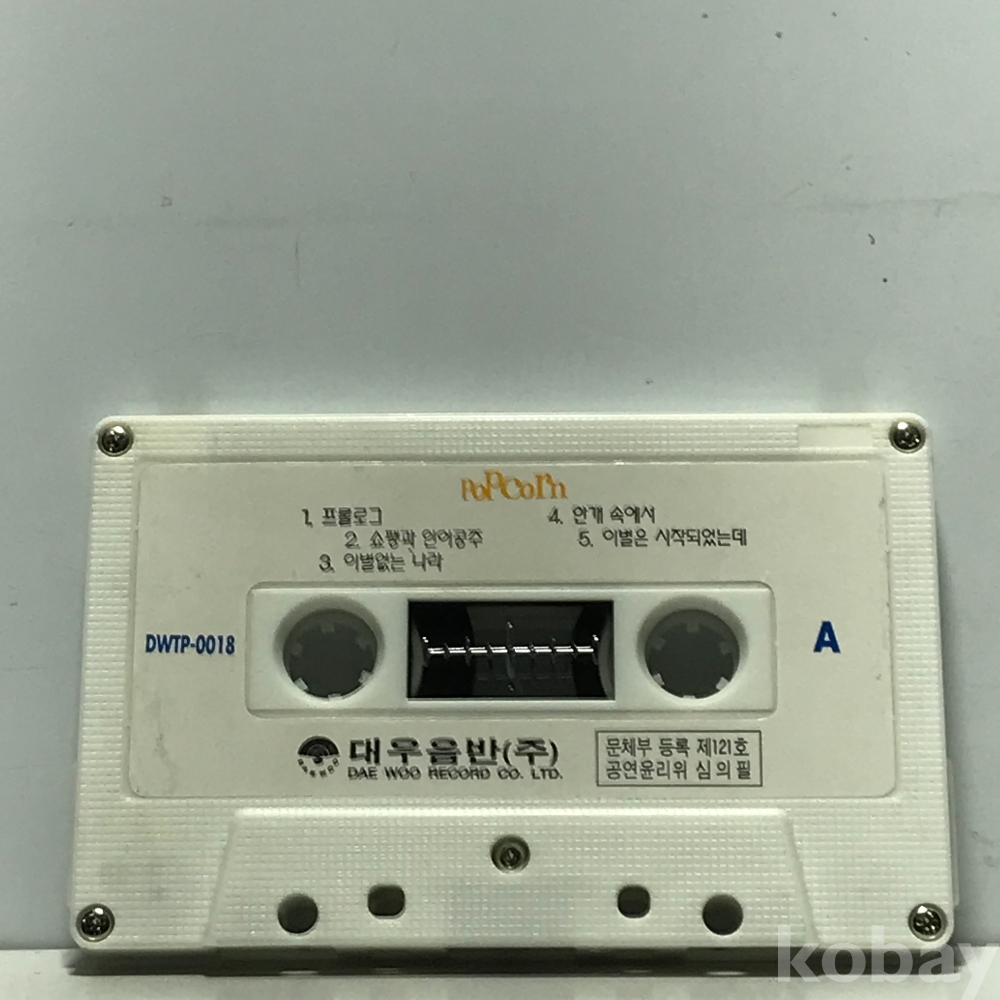 PoPCorn
1. 프롤로그
2. 쇼팽과 인어공주
3. 이별없는 나라
4. 안개 속에서
5. 이별은 시작되었는데
DWTP-0018
A
대우음반(주)
DAE WOO RECORD CO. LTD.
문체부 등록 제121호
공연윤리위 심의필
kobay